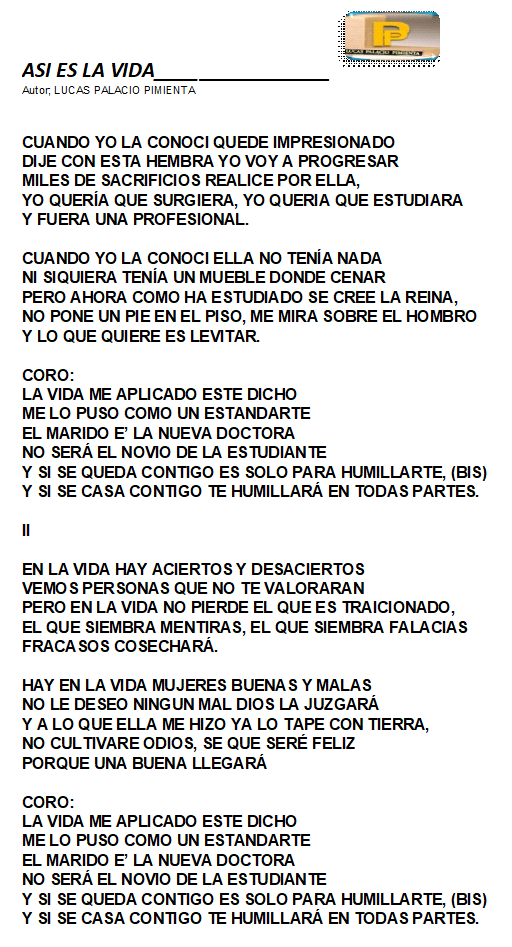 ASI ES LA VIDA________________
Autor; LUCAS PALACIO PIMIENTA
P
LUCAS PALACIO PIMIENTA
CUANDO YO LA CONOCI QUEDE IMPRESIONADO
DIJE CON ESTA HEMBRA YO VOY A PROGRESAR
MILES DE SACRIFICIOS REALICE POR ELLA,
YO QUERÍA QUE SURGIERA, YO QUERIA QUE ESTUDIARA
Y FUERA UNA PROFESIONAL.
CUANDO YO LA CONOCI ELLA NO TENÍA NADA
NI SIQUIERA TENÍA UN MUEBLE DONDE CENAR
PERO AHORA COMO HA ESTUDIADO SE CREE LA REINA,
NO PONE UN PIE EN EL PISO, ME MIRA SOBRE EL HOMBRO
Y LO QUE QUIERE ES LEVITAR.
CORO:
LA VIDA ME APLICADO ESTE DICHO
ME LO PUSO COMO UN ESTANDARTE
EL MARIDO E’ LA NUEVA DOCTORA
NO SERÁ EL NOVIO DE LA ESTUDIANTE
Y SI SE QUEDA CONTIGO ES SOLO PARA HUMILLARTE, (BIS)
Y SI SE CASA CONTIGO TE HUMILLARÁ EN TODAS PARTES.
II
EN LA VIDA HAY ACIERTOS Y DESACIERTOS
VEMOS PERSONAS QUE NO TE VALORARAN
PERO EN LA VIDA NO PIERDE EL QUE ES TRAICIONADO,
EL QUE SIEMBRA MENTIRAS, EL QUE SIEMBRA FALACIAS
FRACASOS COSECHARÁ.
HAY EN LA VIDA MUJERES BUENAS Y MALAS
NO LE DESEO NINGUN MAL DIOS LA JUZGARÁ
Y A LO QUE ELLA ME HIZO YA LO TAPE CON TIERRA,
NO CULTIVARE ODIOS, SE QUE SERÉ FELIZ
PORQUE UNA BUENA LLEGARÁ
CORO:
LA VIDA ME APLICADO ESTE DICHO
ME LO PUSO COMO UN ESTANDARTE
EL MARIDO E’ LA NUEVA DOCTORA
NO SERÁ EL NOVIO DE LA ESTUDIANTE
Y SI SE QUEDA CONTIGO ES SOLO PARA HUMILLARTE, (BIS)
Y SI SE CASA CONTIGO TE HUMILLARÁ EN TODAS PARTES.